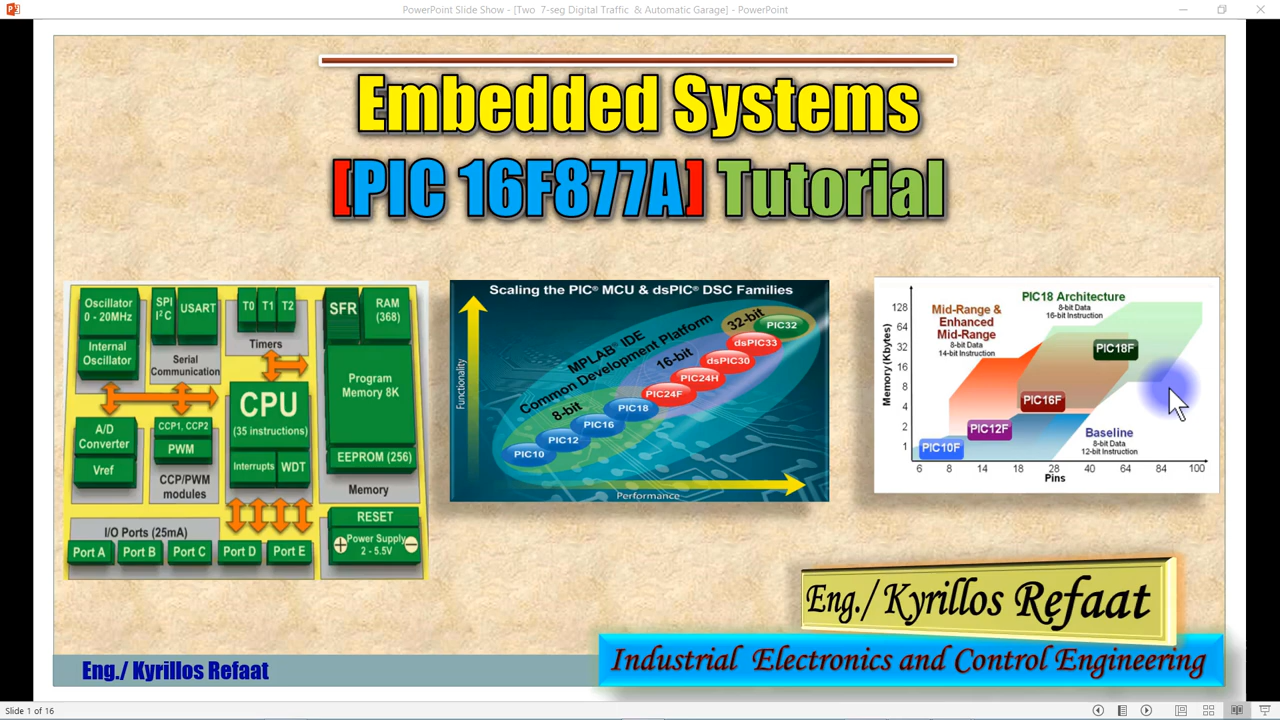 PowerPoint Slide Show - [Two 7-seg Digital Traffic & Automatic Garage] - PowerPoint
Embedded Systems
[PIC 16F877A] Tutorial
Oscillator
0 - 20MHz
Internal
Oscillator
SPI
I²C
USART
Serial
Communication
T0 T1 T2
Timers
SFR
RAM
(368)
Program
Memory 8K
EEPROM (256)
Memory
CPU
(35 instructions)
Interrupts
WDT
A/D
Converter
Vref
CCP1, CCP2
PWM
CCP/PWM
modules
I/O Ports (25mA)
Port A
Port B
Port C
Port D
Port E
RESET
Power Supply
2 - 5.5V
+
−
Scaling the PIC® MCU & dsPIC® DSC Families
Functionality
MPLAB® IDE
Common Development Platform
8-bit
16-bit
32-bit
PIC10
PIC12
PIC16
PIC18
PIC24F
PIC24H
dsPIC30
dsPIC33
PIC32
Performance
Memory (Kbytes)
128
64
32
16
8
4
2
1
Mid-Range &
Enhanced
Mid-Range
8-bit Data
14-bit Instruction
PIC18 Architecture
8-bit Data
16-bit Instruction
PIC18F
PIC16F
PIC12F
PIC10F
Baseline
8-bit Data
12-bit Instruction
6 8 14 18 28 40 64 84 100
Pins
Eng./ Kyrillos Refaat
Industrial Electronics and Control Engineering
Eng./ Kyrillos Refaat
Slide 1 of 16